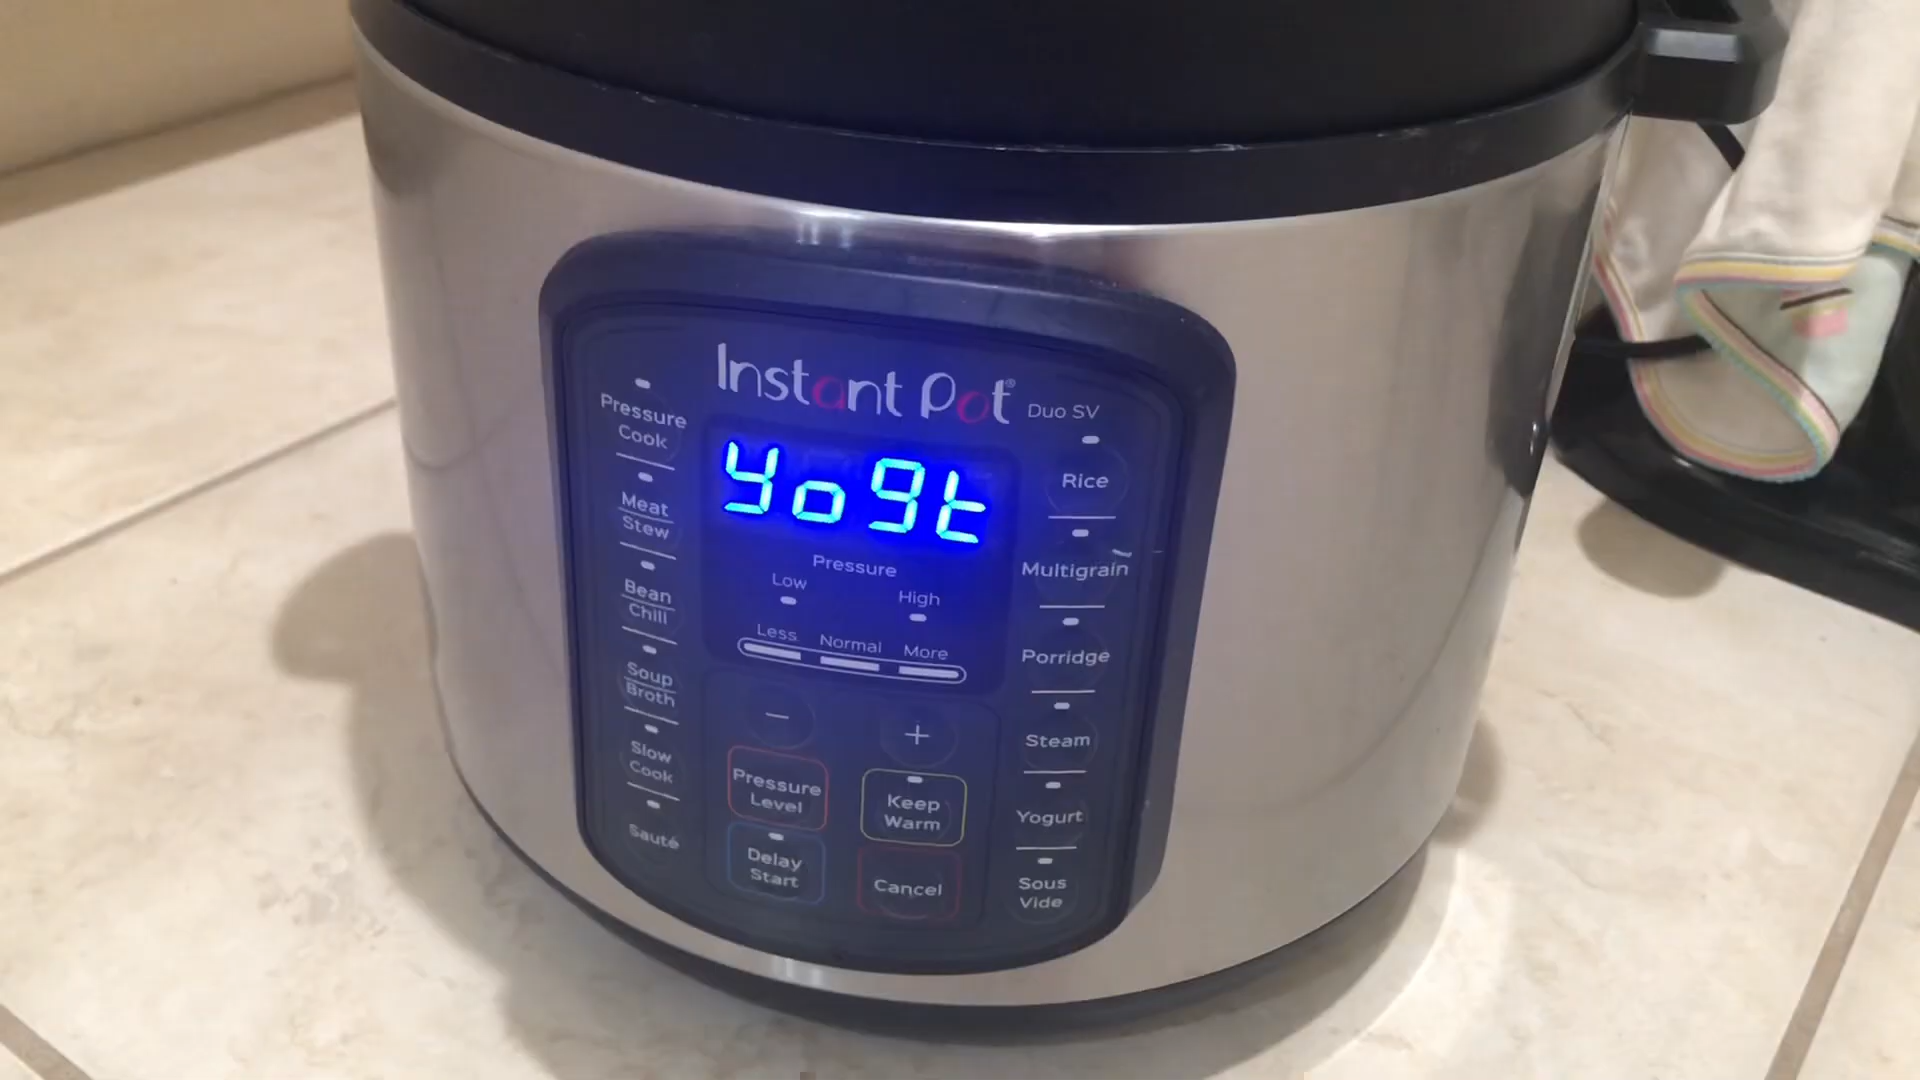 Instant Pot® Duo SV
yogt
Pressure
Low
High
Less Normal More
−
+
Pressure
Level
Keep
Warm
Delay
Start
Cancel
Pressure
Cook
Meat
Stew
Bean
Chili
Soup
Broth
Slow
Cook
Sauté
Rice
Multigrain
Porridge
Steam
Yogurt
Sous
Vide